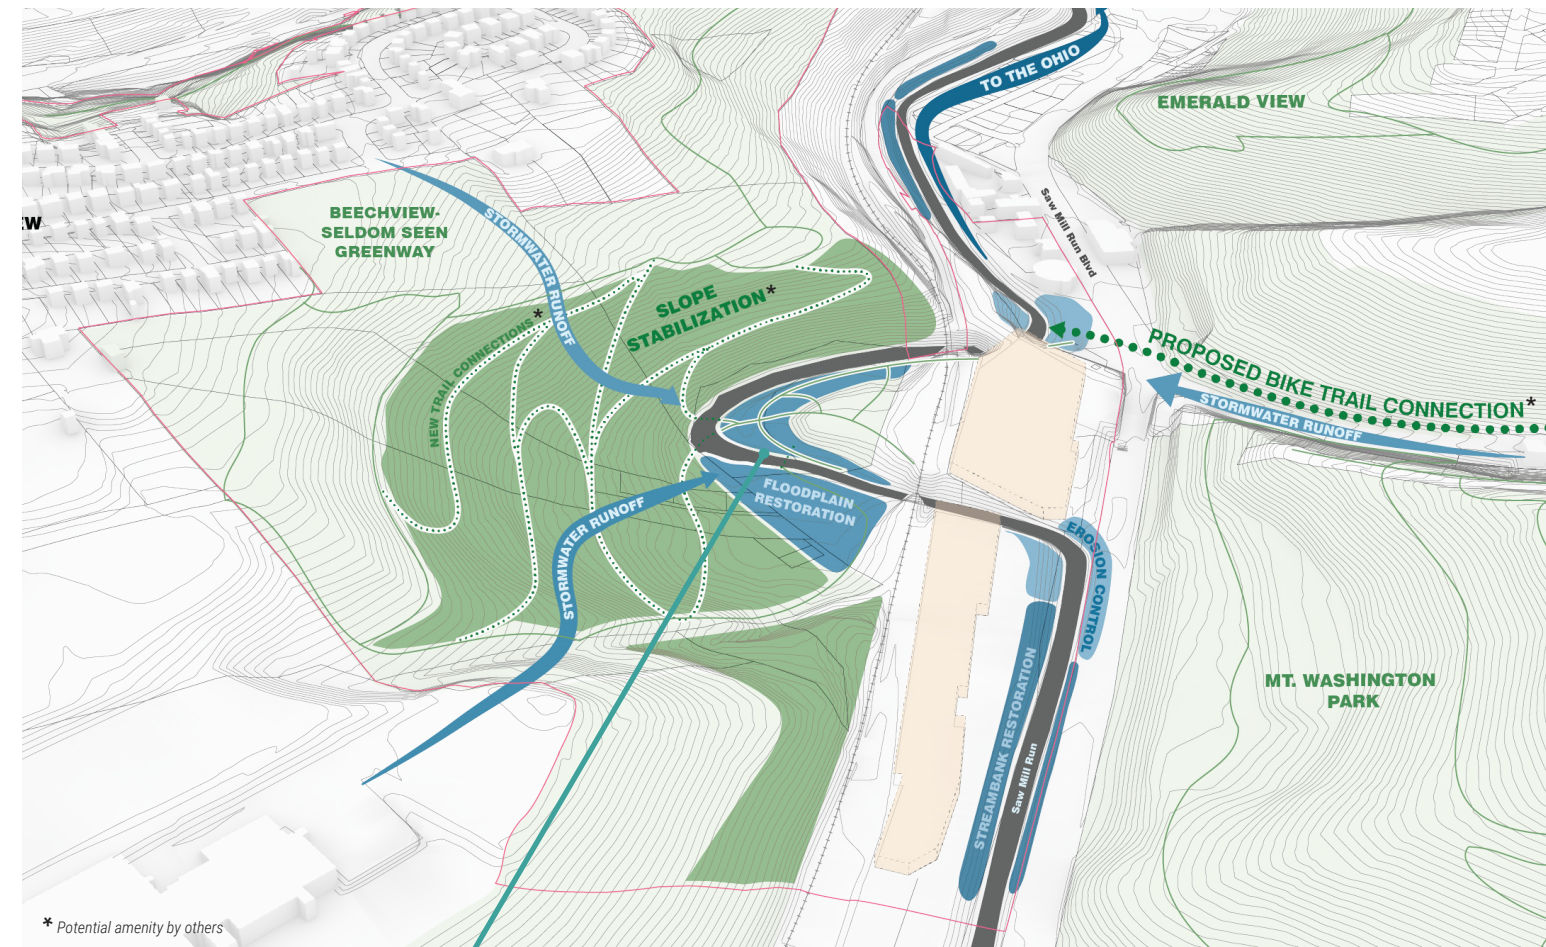 TO THE OHIO
EMERALD VIEW
BEECHVIEW-
SELDOM SEEN
GREENWAY
EW
STORMWATER RUNOFF
Saw Mill Run Blvd
SLOPE
STABILIZATION*
NEW TRAIL CONNECTIONS*
PROPOSED BIKE TRAIL CONNECTION*
STORMWATER RUNOFF
FLOODPLAIN
RESTORATION
STORMWATER RUNOFF
EROSION CONTROL
STREAMBANK RESTORATION
Saw Mill Run
MT. WASHINGTON
PARK
* Potential amenity by others